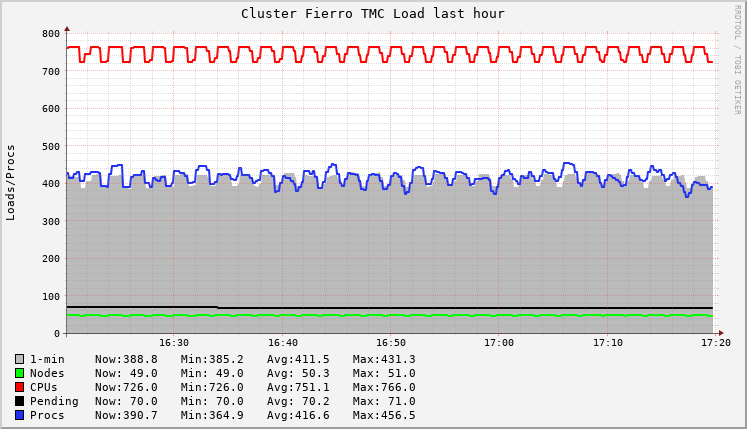 Cluster Fierro TMC Load last hour
RRDTOOL / TOBI OETIKER
Loads/Procs
800
700
600
500
400
300
200
100
0
16:30 16:40 16:50 17:00 17:10 17:20
1-min Now:388.8 Min:385.2 Avg:411.5 Max:431.3
Nodes Now: 49.0 Min: 49.0 Avg: 50.3 Max: 51.0
CPUs Now:726.0 Min:726.0 Avg:751.1 Max:766.0
Pending Now: 70.0 Min: 70.0 Avg: 70.2 Max: 71.0
Procs Now:390.7 Min:364.9 Avg:416.6 Max:456.5